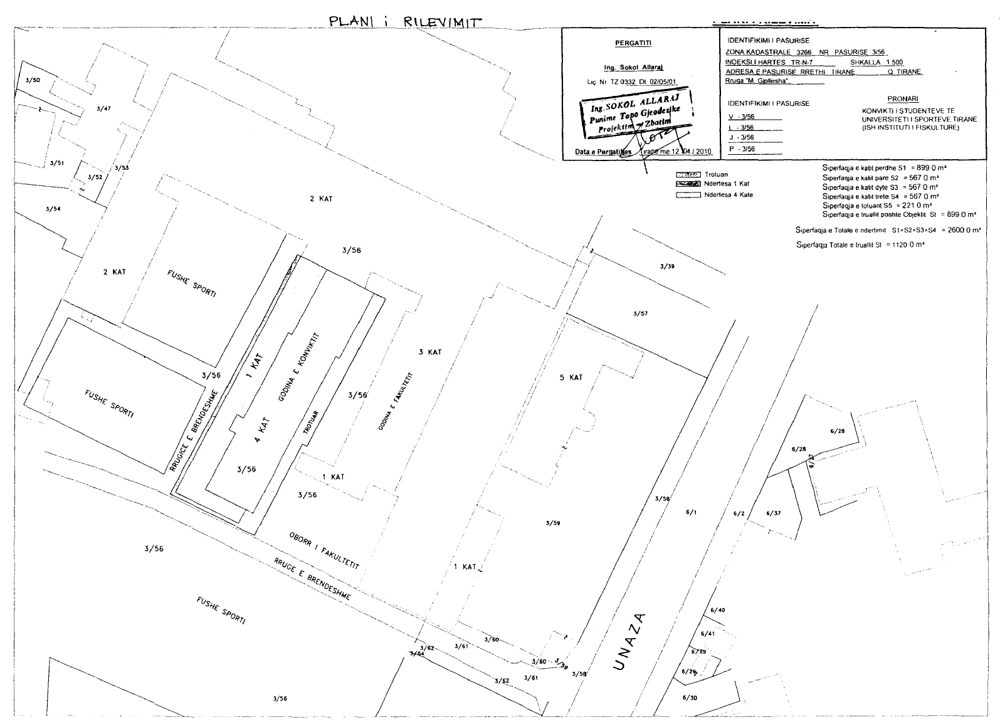 PLANI i RILEVIMIT
PERGATITI
Ing. Sokol Allaraj
Liç. Nr TZ 0332 Dt 02/05/01
Ing. SOKOL ALLARAJ
Punime Topo Gjeodezike
Projektim - Zbatim
Data e Pergatitjes Tirane me 12 /04 / 2010
IDENTIFIKIMI I PASURISE
ZONA KADASTRALE 3266 NR PASURISE 3/56
INDEKSI I HARTES TR-N-7 SHKALLA 1 500
ADRESA E PASURISE RRETHI TIRANE Q TIRANE
Rruga "M. Gjollesha"
IDENTIFIKIMI I PASURISE
V - 3/56
L - 3/56
J - 3/56
P - 3/56
PRONARI
KONVIKTI I STUDENTEVE TE
UNIVERSITETI I SPORTEVE TIRANE
(ISH INSTITUTI I FISKULTURE)
Trotuari
Ndertesa 1 Kat
Ndertesa 4 Kate
Siperfaqja e katit perdhe S1 = 899 0 m²
Siperfaqja e katit pare S2 = 567 0 m²
Siperfaqja e katit dyte S3 = 567 0 m²
Siperfaqja e katit trete S4 = 567 0 m²
Siperfaqja e totuarit S5 = 221 0 m²
Siperfaqja e truallit poshte Objektit St = 899.0 m²
Siperfaqja e Totale e ndertimit S1+S2+S3+S4 = 2600 0 m²
Siperfaqja Totale e truallit St = 1120 0 m²
3/50
3/47
3/51
3/53
3/52
3/54
2 KAT
3/56
2 KAT
FUSHE SPORTI
3/39
3/57
3 KAT
1 KAT
GODINA E KONVIKTIT
3/56
5 KAT
FUSHE SPORTI
3/56
GODINA E FAKULTETIT
RRUGICE E BRENDESHME
4 KAT
TROTUAR
3/56
1 KAT
3/56
6/28
6/28
6/27
3/58
6/1
6/2
6/37
3/59
OBORR I FAKULTETIT
3/56
RRUGE E BRENDESHME
1 KAT
FUSHE SPORTI
UNAZA
6/40
6/41
6/29
6/29
6/30
3/60
3/61
3/62
3/64
3/60
3/59
3/58
3/61
3/62
3/56